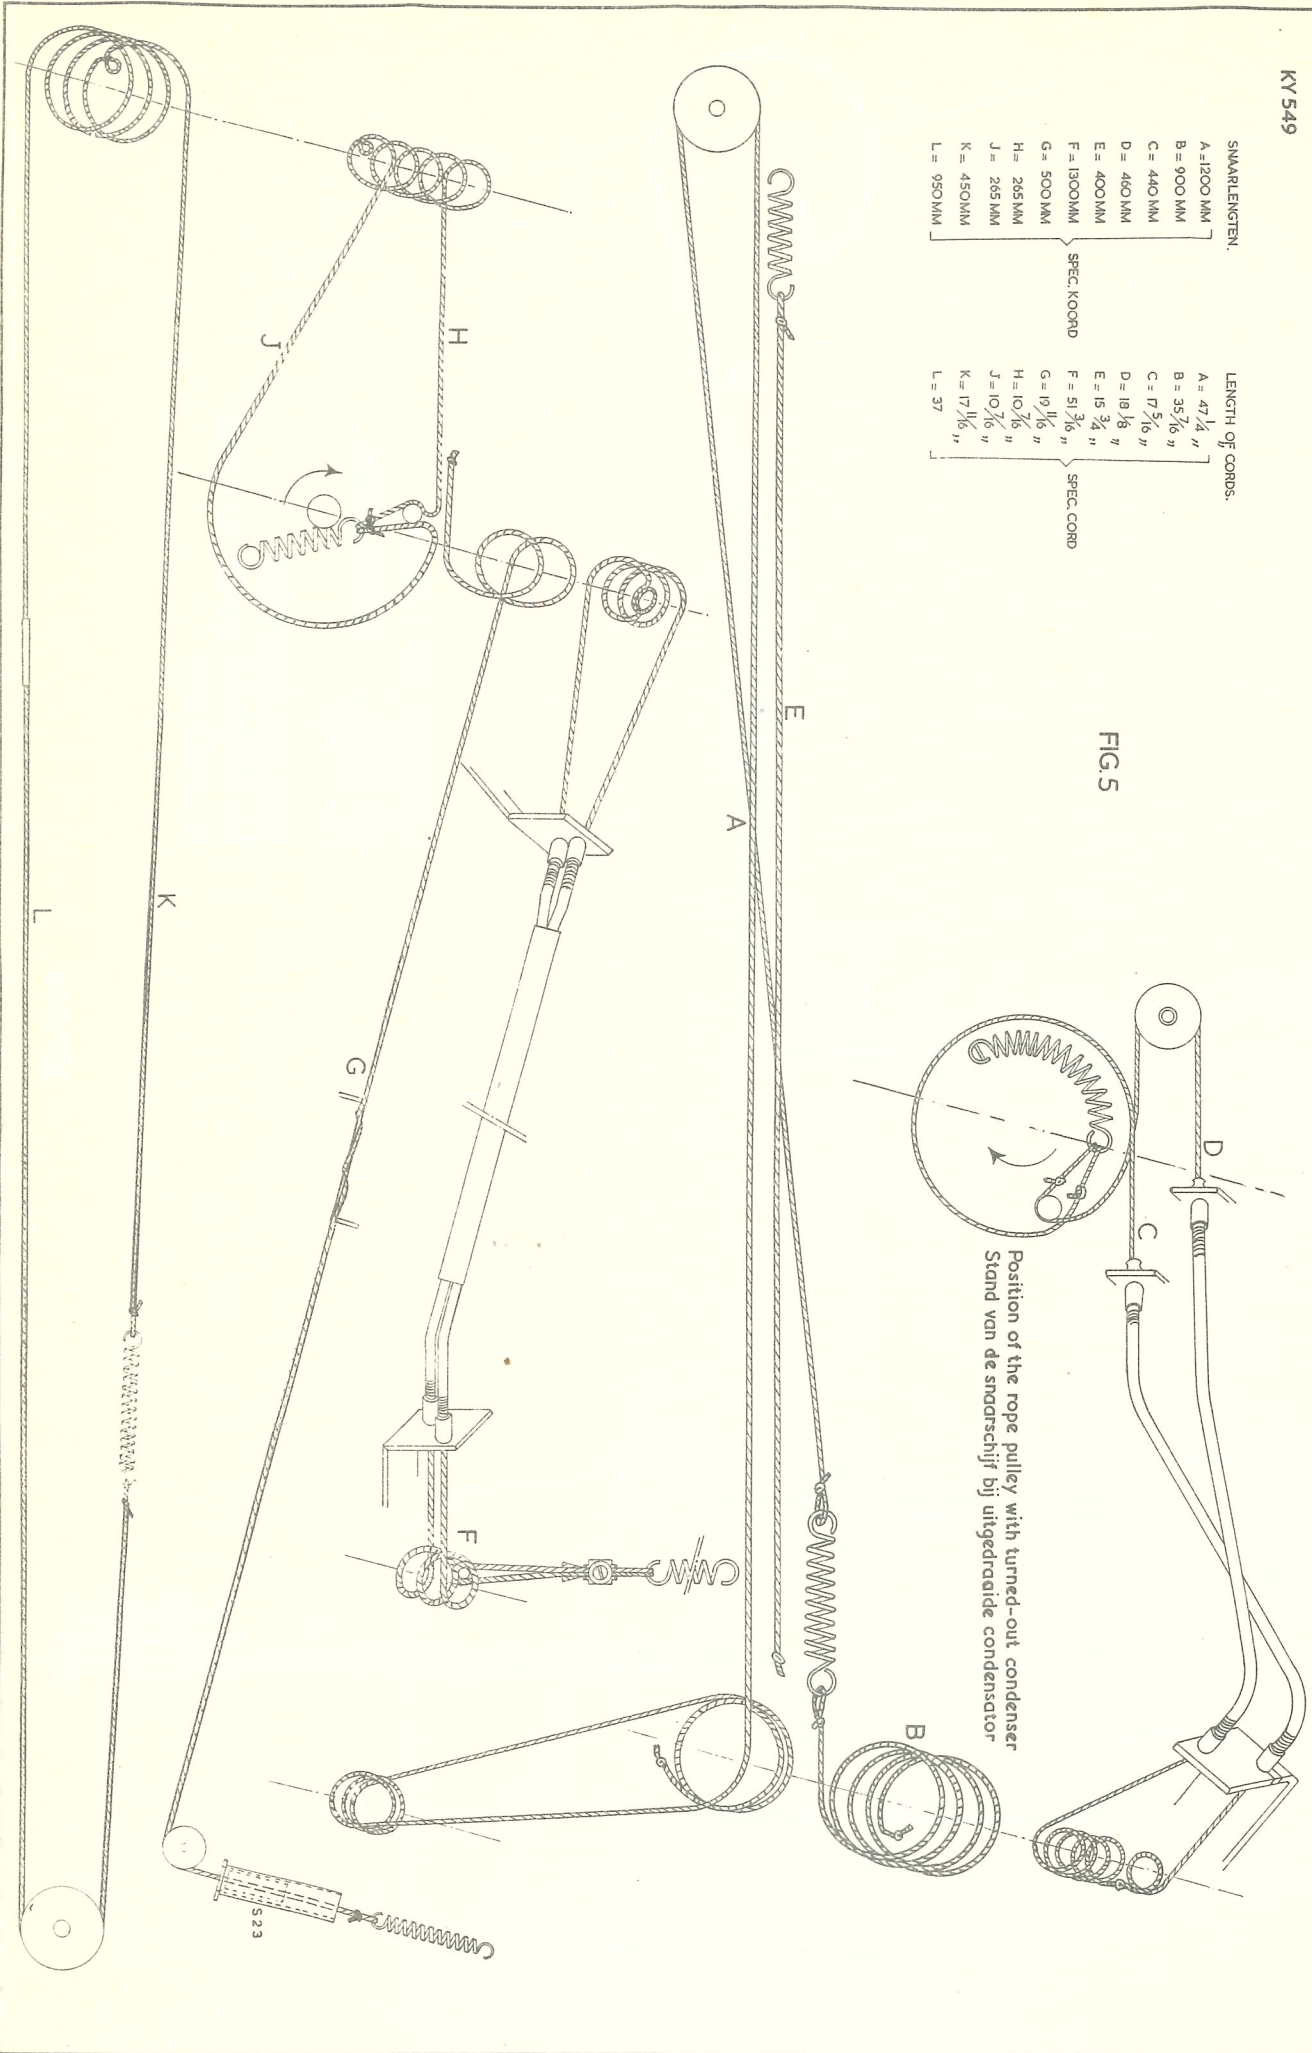 KY 549
SNAARLENGTEN.
A=1200 MM
B= 900 MM
C= 440 MM
D= 460 MM
E= 400 MM
F= 1300 MM
G= 500 MM
H= 265 MM
J= 265 MM
K= 450 MM
L= 950 MM
SPEC. KOORD
LENGTH OF CORDS.
A= 47 1/4 "
B= 35 7/16 "
C= 17 5/16 "
D= 18 1/8 "
E= 15 3/4 "
F= 51 3/16 "
G= 19 11/16 "
H= 10 7/16 "
J= 10 7/16 "
K= 17 11/16 "
L= 37
SPEC. CORD
FIG. 5
D
C
Position of the rope pulley with turned-out condenser
Stand van de snaarschijf bij uitgedraaide condensator
B
E
A
H
J
F
G
K
L
S 23